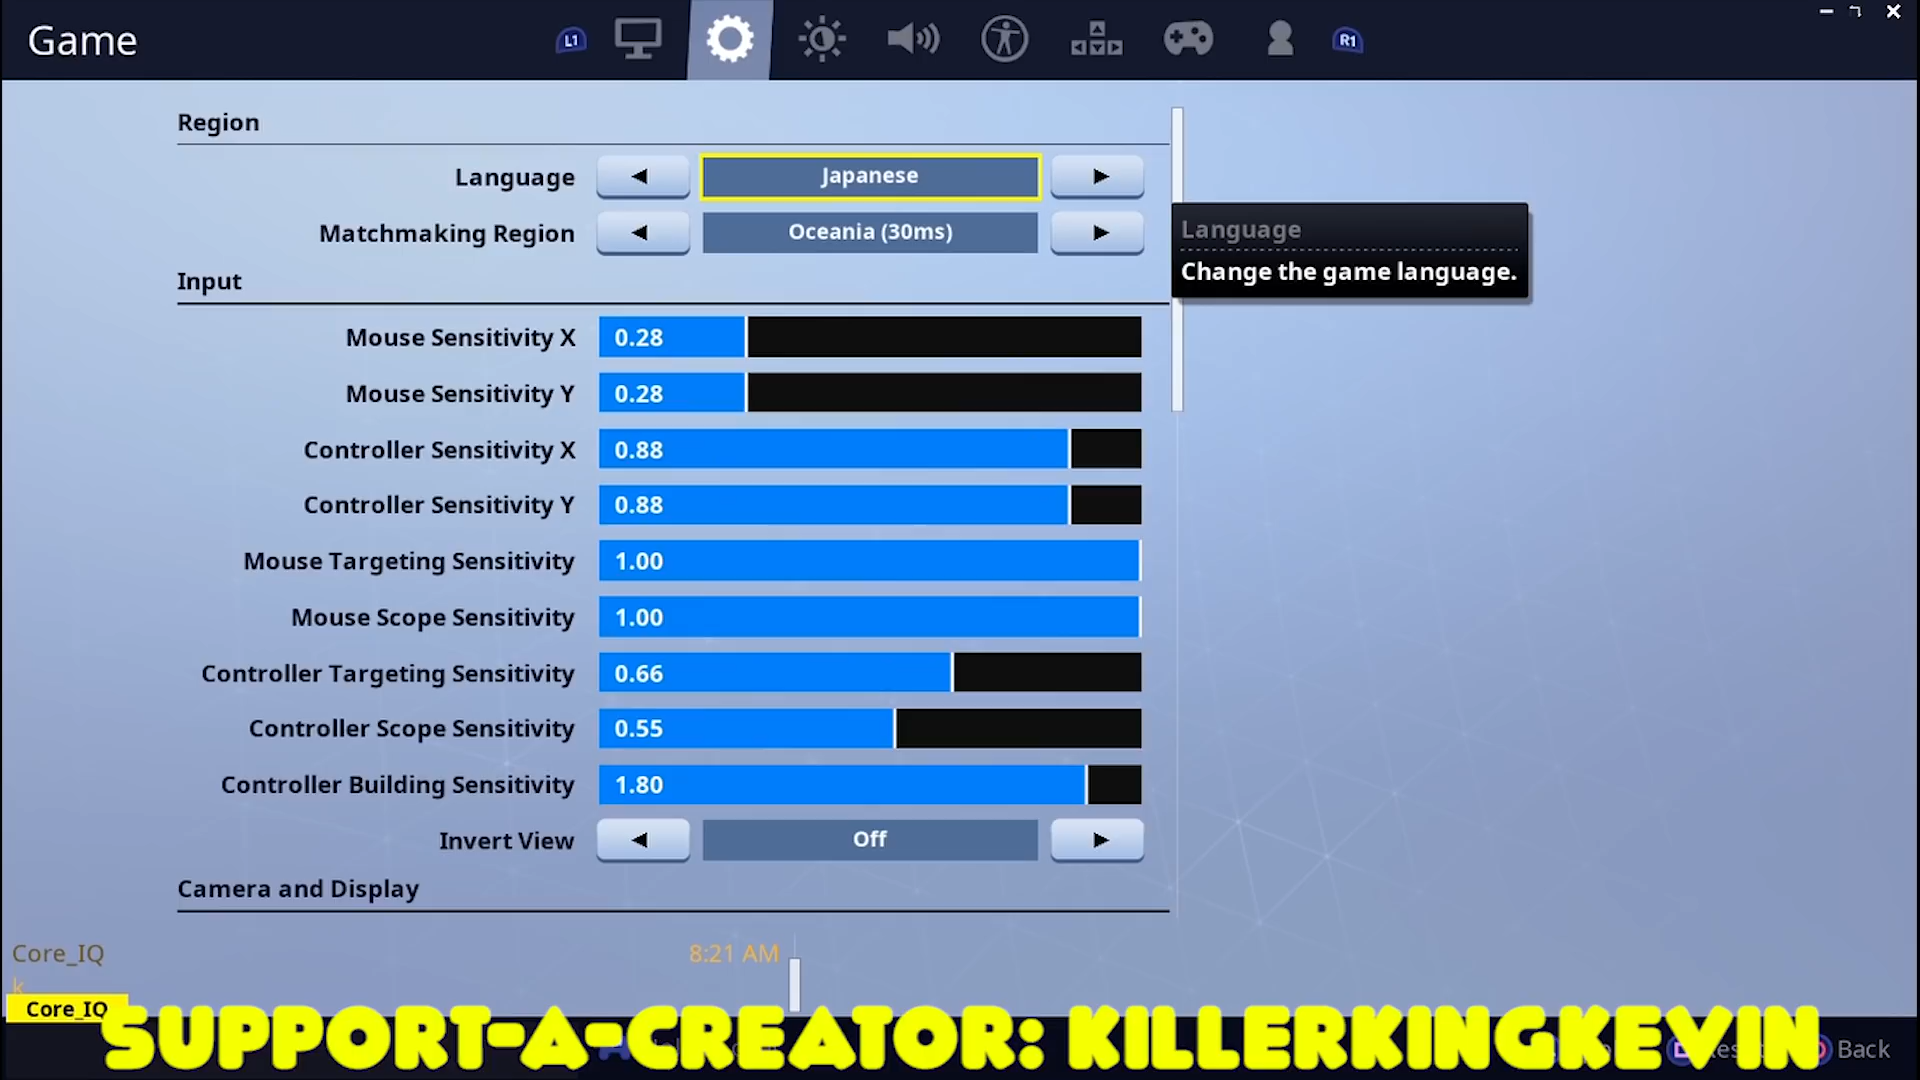 Game
L1
R1
Region
Language
Japanese
Matchmaking Region
Oceania (30ms)
Language
Change the game language.
Input
Mouse Sensitivity X
0.28
Mouse Sensitivity Y
0.28
Controller Sensitivity X
0.88
Controller Sensitivity Y
0.88
Mouse Targeting Sensitivity
1.00
Mouse Scope Sensitivity
1.00
Controller Targeting Sensitivity
0.66
Controller Scope Sensitivity
0.55
Controller Building Sensitivity
1.80
Invert View
Off
Camera and Display
Core_IQ
8:21 AM
k
Core_IQ
SUPPORT-A-CREATOR: KILLERKINGKEVIN
Back